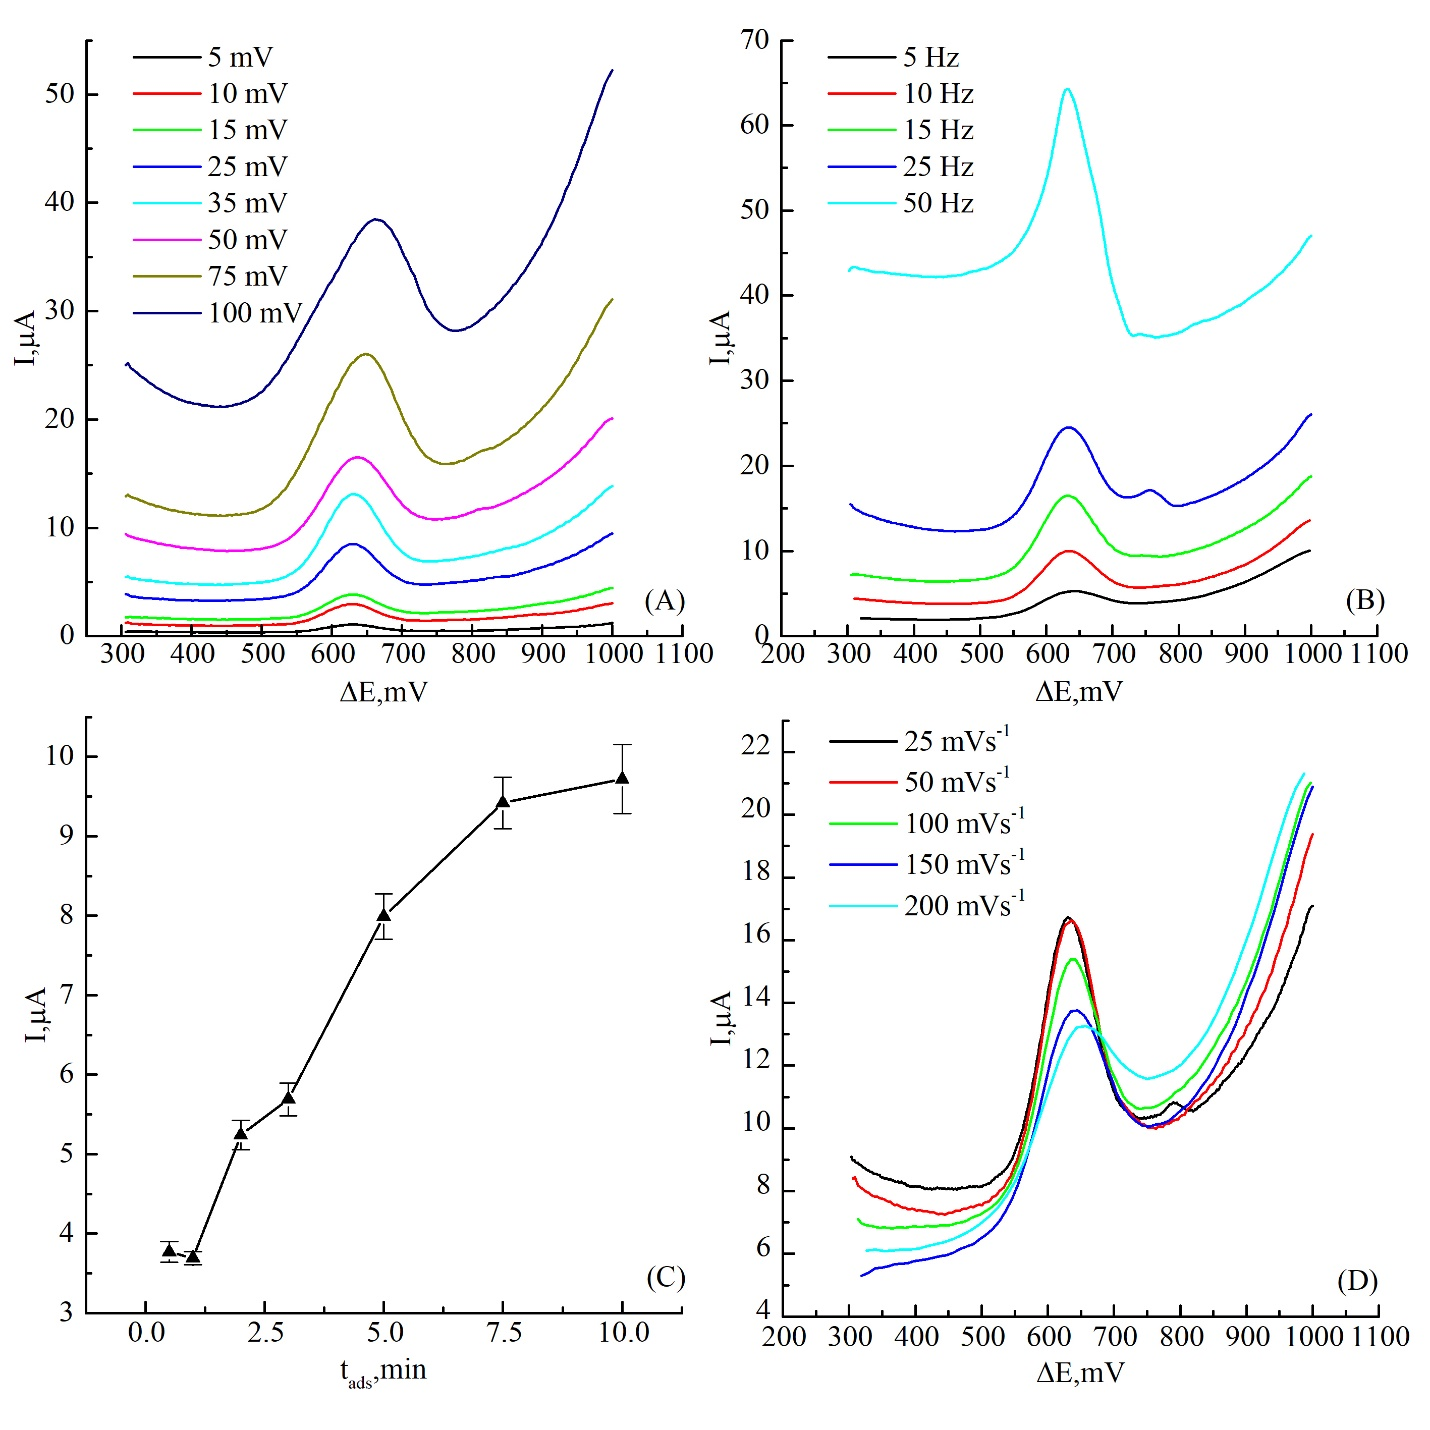 5 mV
10 mV
15 mV
25 mV
35 mV
50 mV
75 mV
100 mV
50
40
30
20
10
0
I,µA
(A)
300 400 500 600 700 800 900 1000 1100
ΔE,mV
5 Hz
10 Hz
15 Hz
25 Hz
50 Hz
70
60
50
40
30
20
10
0
I,µA
(B)
200 300 400 500 600 700 800 900 1000 1100
ΔE,mV
10
9
8
7
6
5
4
3
I,µA
(C)
0.0 2.5 5.0 7.5 10.0
t_ads,min
25 mVs⁻¹
50 mVs⁻¹
100 mVs⁻¹
150 mVs⁻¹
200 mVs⁻¹
22
20
18
16
14
12
10
8
6
4
I,µA
(D)
200 300 400 500 600 700 800 900 1000 1100
ΔE,mV